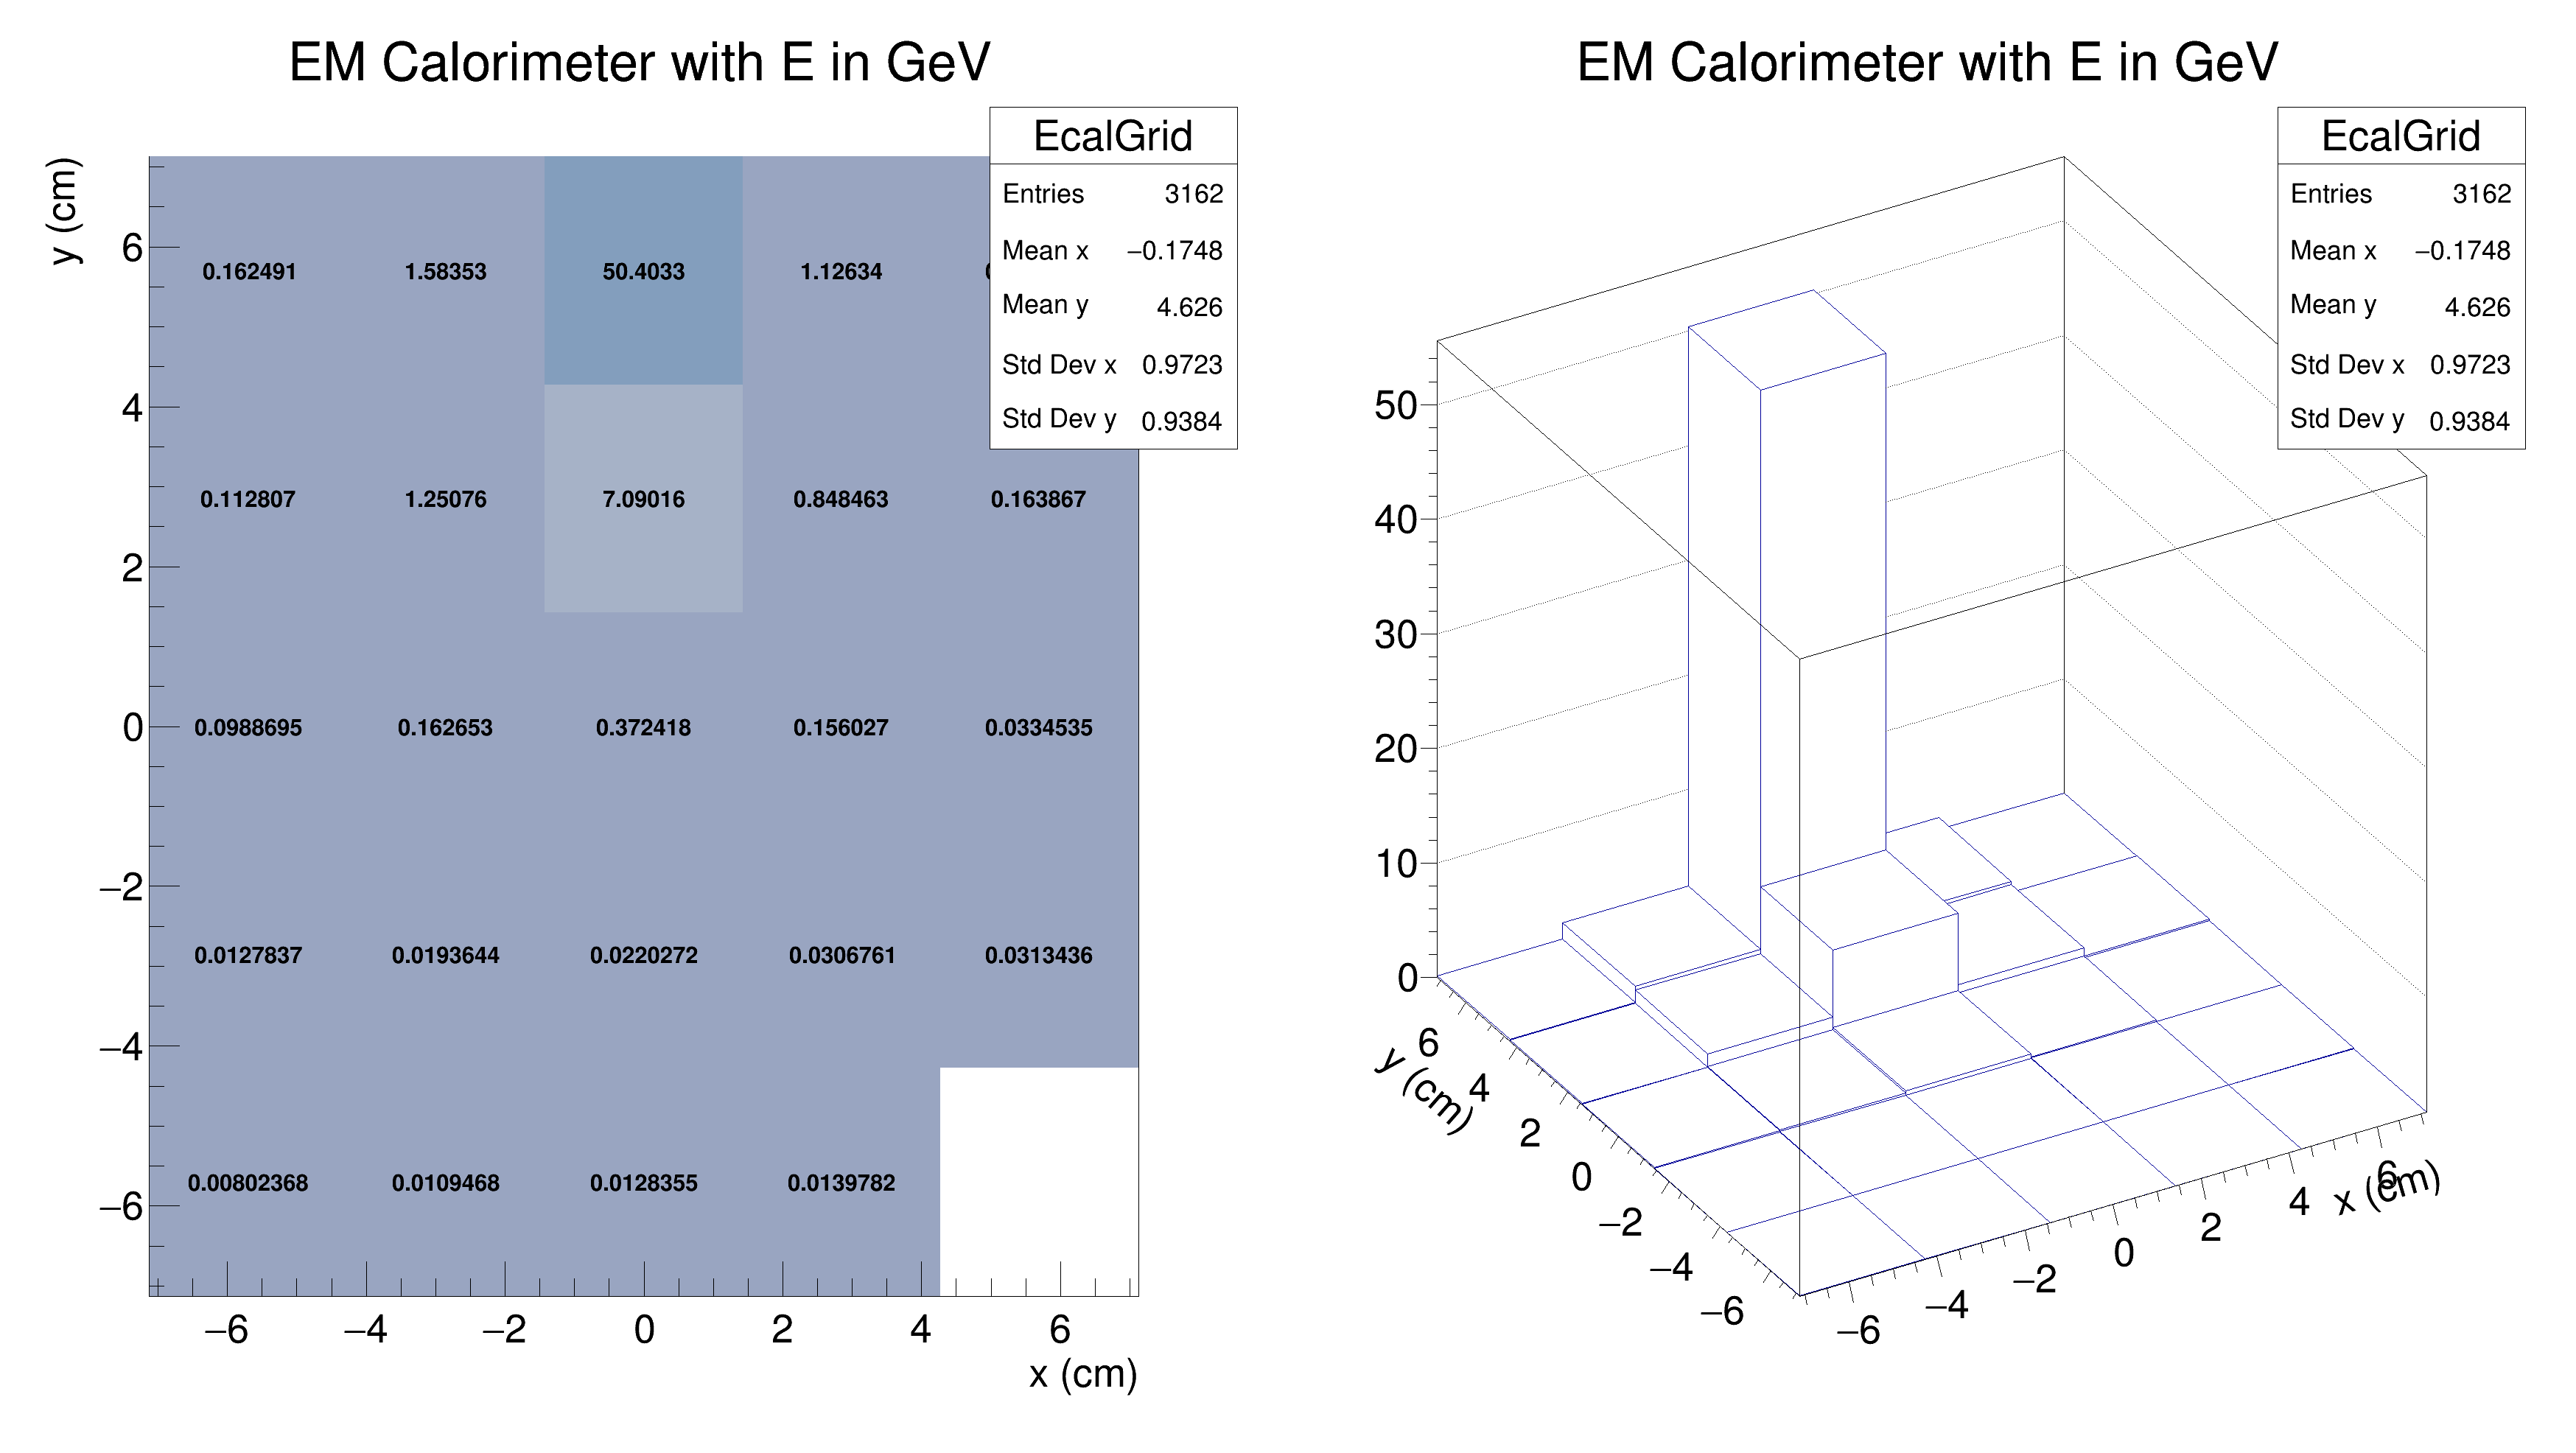 EM Calorimeter with E in GeV
EcalGrid
Entries 3162
Mean x −0.1748
Mean y 4.626
Std Dev x 0.9723
Std Dev y 0.9384
y (cm)
6
4
2
0
−2
−4
−6
0.162491 1.58353 50.4033 1.12634
0.112807 1.25076 7.09016 0.848463 0.163867
0.0988695 0.162653 0.372418 0.156027 0.0334535
0.0127837 0.0193644 0.0220272 0.0306761 0.0313436
0.00802368 0.0109468 0.0128355 0.0139782
−6 −4 −2 0 2 4 6
x (cm)
EM Calorimeter with E in GeV
EcalGrid
Entries 3162
Mean x −0.1748
Mean y 4.626
Std Dev x 0.9723
Std Dev y 0.9384
50
40
30
20
10
0
6
4
2
0
−2
−4
−6
y (cm)
−6 −4 −2 0 2 4 6
x (cm)